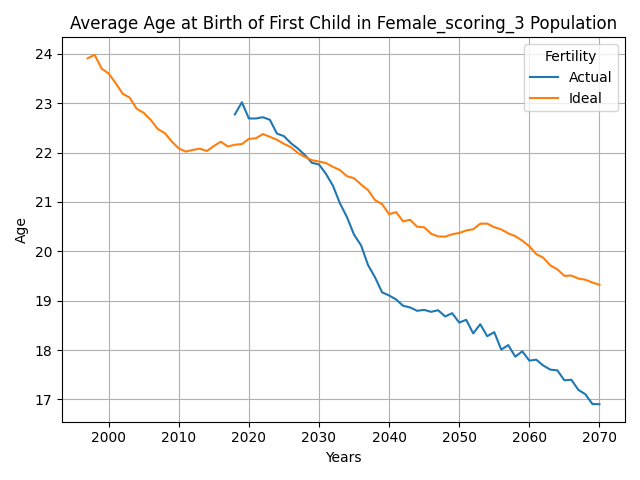 Average Age at Birth of First Child in Female_scoring_3 Population
Fertility
Actual
Ideal
Age
24
23
22
21
20
19
18
17
2000 2010 2020 2030 2040 2050 2060 2070
Years